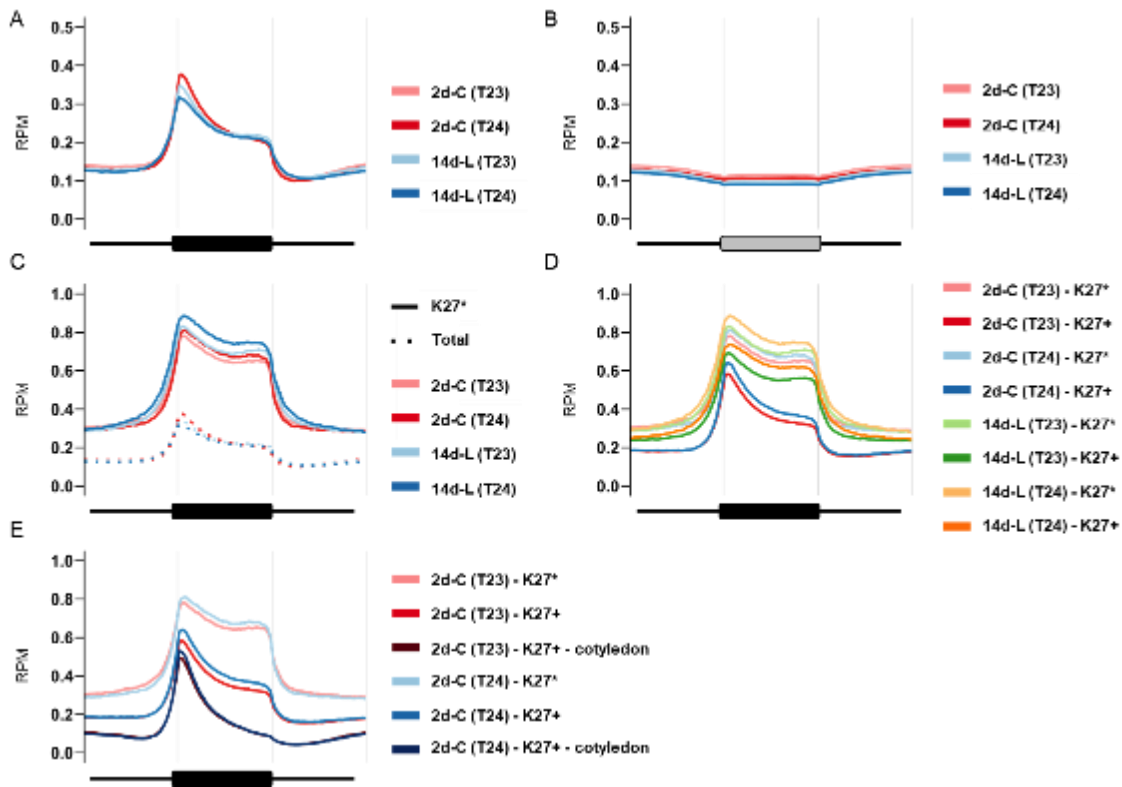 A
0.5
0.4
0.3
0.2
0.1
0.0
RPM
2d-C (T23)
2d-C (T24)
14d-L (T23)
14d-L (T24)
B
0.5
0.4
0.3
0.2
0.1
0.0
RPM
2d-C (T23)
2d-C (T24)
14d-L (T23)
14d-L (T24)
C
1.0
0.8
0.6
0.4
0.2
0.0
RPM
K27*
Total
2d-C (T23)
2d-C (T24)
14d-L (T23)
14d-L (T24)
D
1.0
0.8
0.6
0.4
0.2
0.0
RPM
2d-C (T23) - K27*
2d-C (T23) - K27+
2d-C (T24) - K27*
2d-C (T24) - K27+
14d-L (T23) - K27*
14d-L (T23) - K27+
14d-L (T24) - K27*
14d-L (T24) - K27+
E
1.0
0.8
0.6
0.4
0.2
0.0
RPM
2d-C (T23) - K27*
2d-C (T23) - K27+
2d-C (T23) - K27+ - cotyledon
2d-C (T24) - K27*
2d-C (T24) - K27+
2d-C (T24) - K27+ - cotyledon